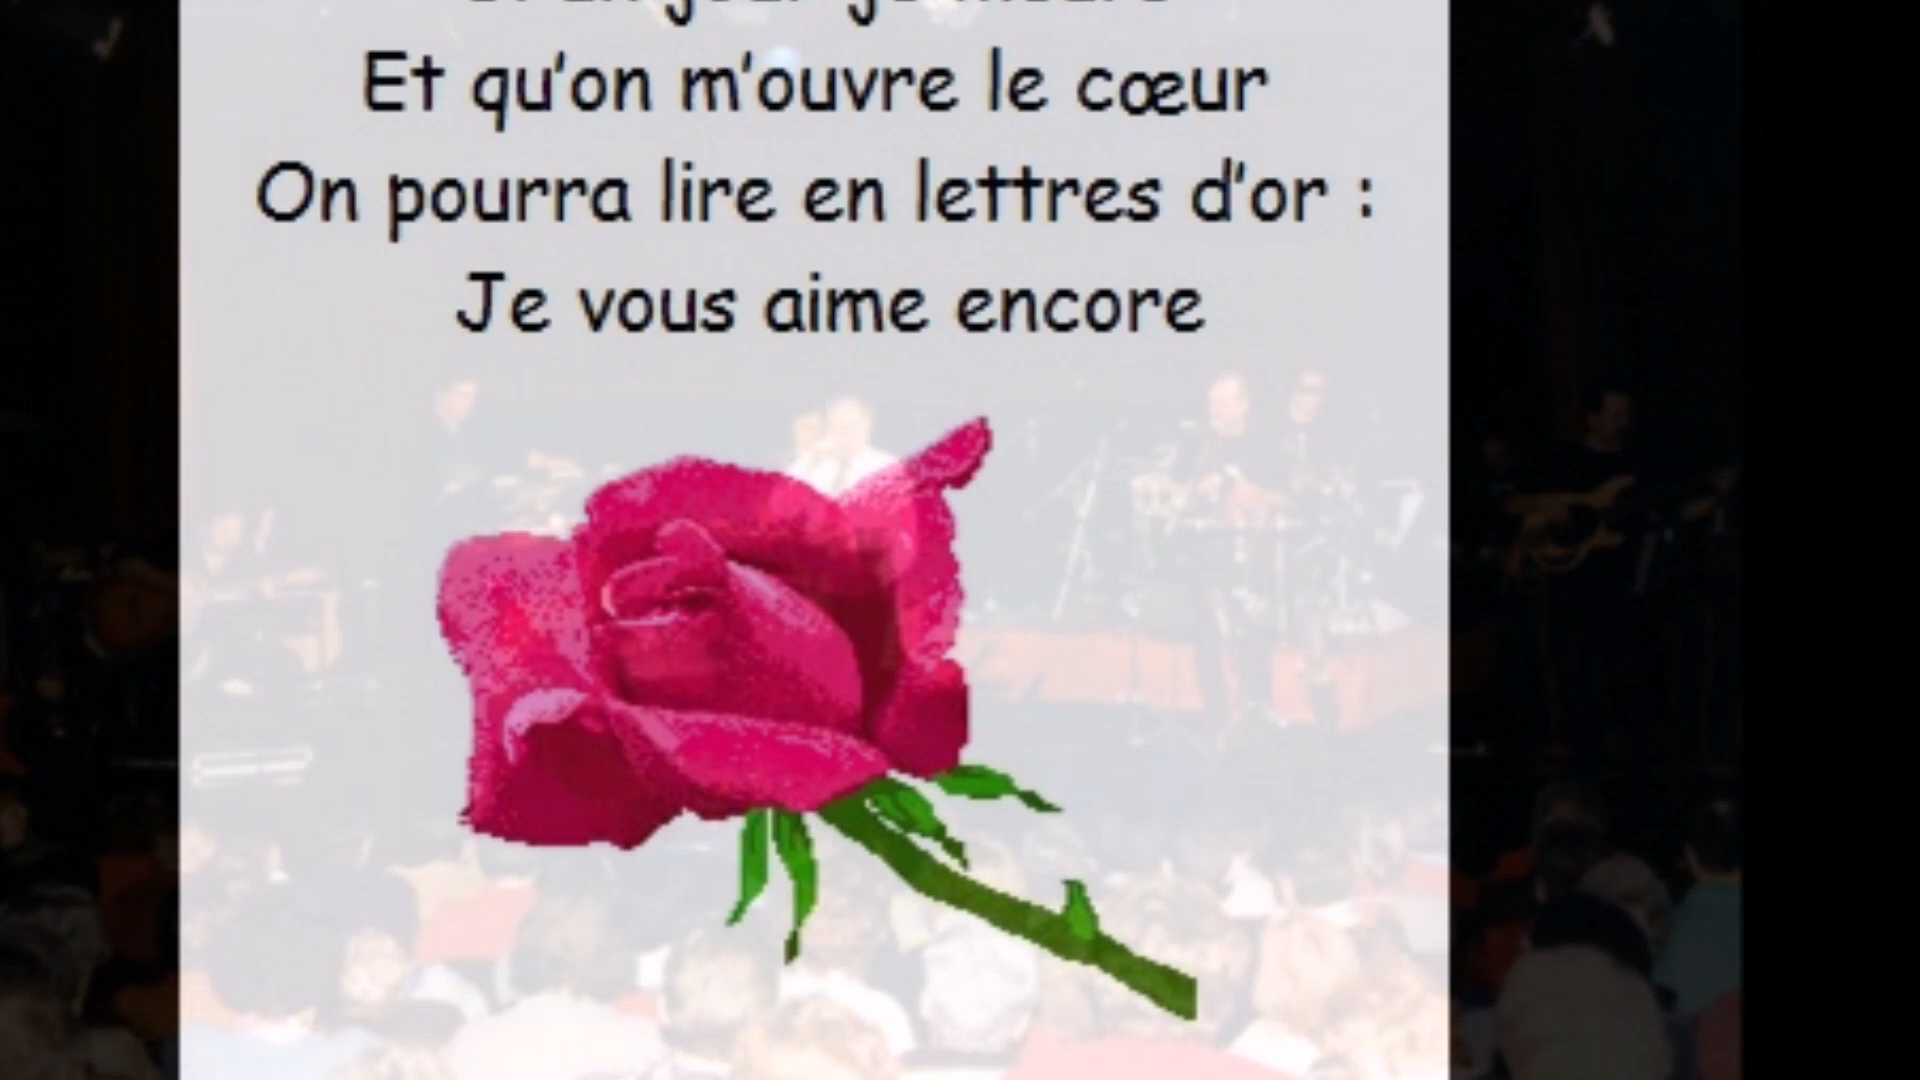 Et qu'on m'ouvre le cœur
On pourra lire en lettres d'or :
Je vous aime encore